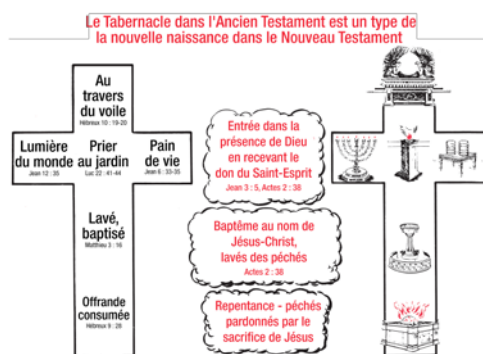 Le Tabernacle dans l'Ancien Testament est un type de
la nouvelle naissance dans le Nouveau Testament
Au
travers
du voile
Hébreux 10 : 19-20
Lumière
du monde
Jean 12 : 35
Prier
au jardin
Luc 22 : 41-44
Pain
de vie
Jean 6 : 33-35
Lavé,
baptisé
Matthieu 3 : 16
Offrande
consumée
Hébreux 9 : 28
Entrée dans la
présence de Dieu
en recevant le
don du Saint-Esprit
Jean 3 : 5, Actes 2 : 38
Baptême au nom de
Jésus-Christ,
lavés des péchés
Actes 2 : 38
Repentance - péchés
pardonnés par le
sacrifice de Jésus